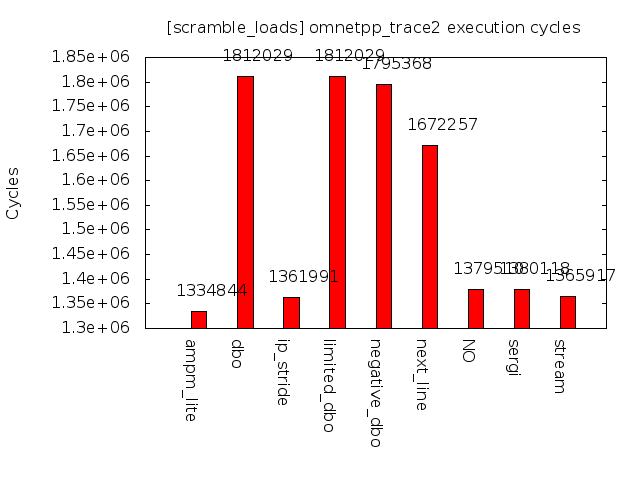 [scramble_loads] omnetpp_trace2 execution cycles
Cycles
1.85e+06
1.8e+06
1.75e+06
1.7e+06
1.65e+06
1.6e+06
1.55e+06
1.5e+06
1.45e+06
1.4e+06
1.35e+06
1.3e+06
1334844
1812029
1361991
1812029
1795368
1672257
1379510
1380118
1365917
ampm_lite
dbo
ip_stride
limited_dbo
negative_dbo
next_line
NO
sergi
stream